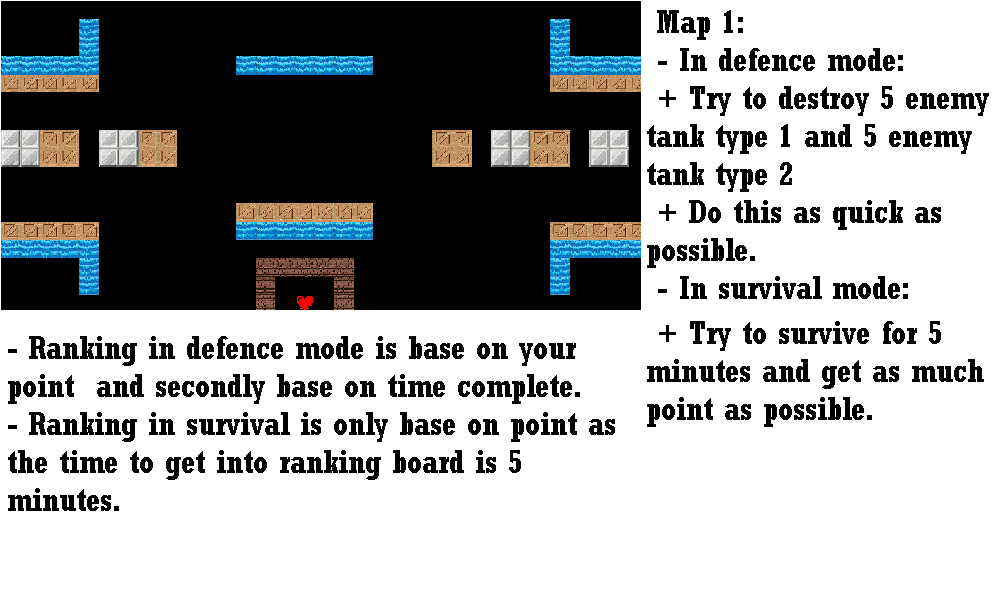 Map 1:
- In defence mode:
+ Try to destroy 5 enemy
tank type 1 and 5 enemy
tank type 2
+ Do this as quick as
possible.
- In survival mode:
+ Try to survive for 5
minutes and get as much
point as possible.
- Ranking in defence mode is base on your
point  and secondly base on time complete.
- Ranking in survival is only base on point as
the time to get into ranking board is 5
minutes.